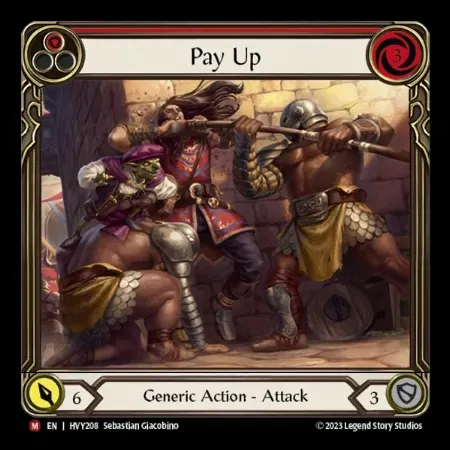 Pay Up
3
6
Generic Action - Attack
3
M EN | HVY208 Sebastian Giacobino
© 2023 Legend Story Studios